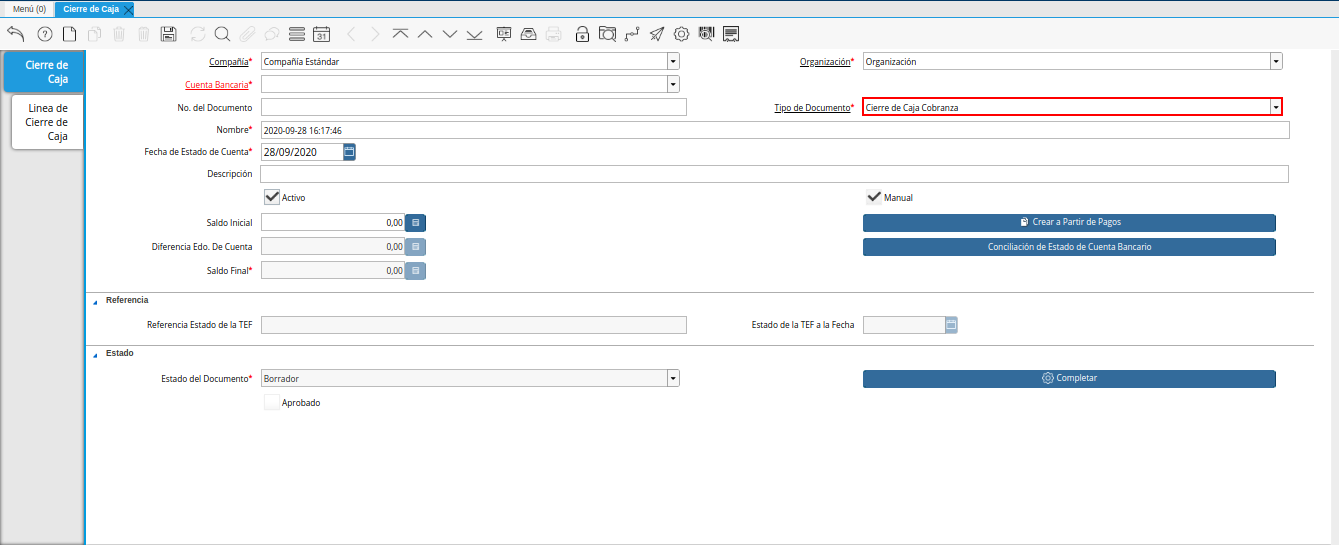 Menú (0)
Cierre de Caja
31
Cierre de
Caja
Linea de
Cierre de
Caja
Compañía* Compañía Estándar
Organización* Organización
Cuenta Bancaria*
No. del Documento
Tipo de Documento* Cierre de Caja Cobranza
Nombre* 2020-09-28 16:17:46
Fecha de Estado de Cuenta* 28/09/2020
Descripción
Activo
Manual
Saldo Inicial 0,00
Crear a Partir de Pagos
Diferencia Edo. De Cuenta 0,00
Conciliación de Estado de Cuenta Bancario
Saldo Final* 0,00
Referencia
Referencia Estado de la TEF
Estado de la TEF a la Fecha
Estado
Estado del Documento* Borrador
Completar
Aprobado